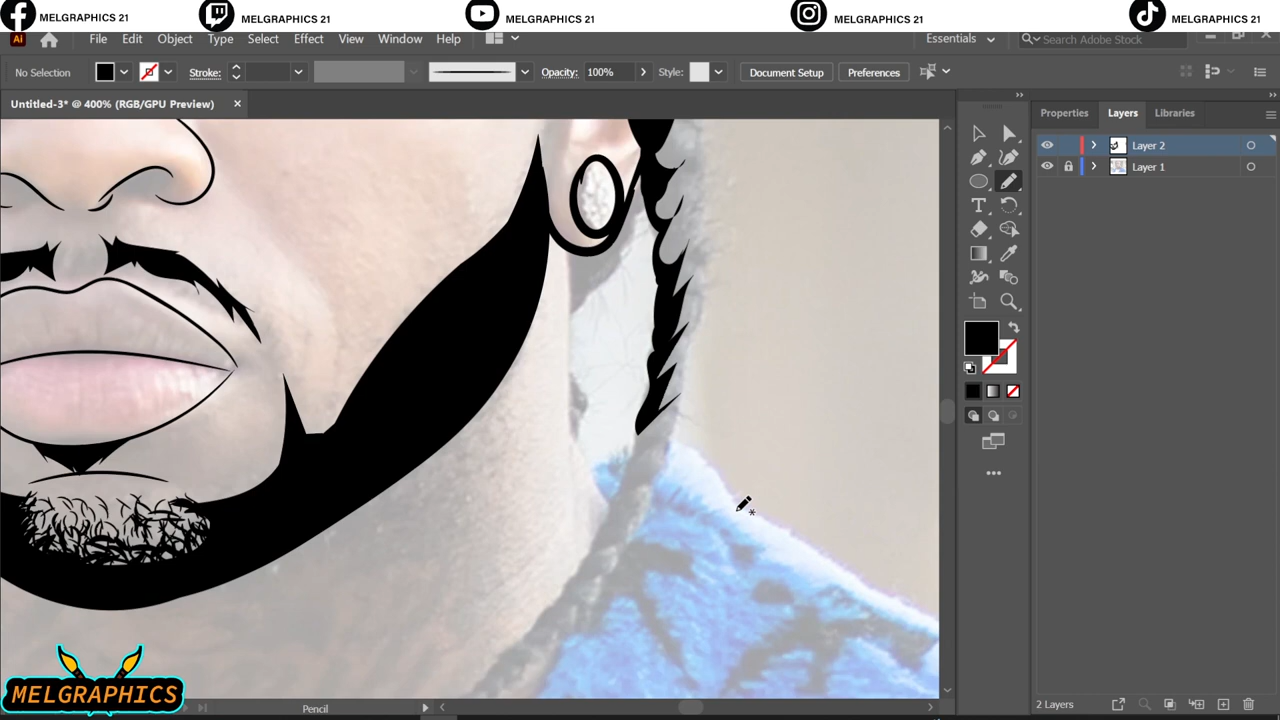 MELGRAPHICS 21
MELGRAPHICS 21
MELGRAPHICS 21
MELGRAPHICS 21
MELGRAPHICS 21
Ai File Edit Object Type Select Effect View Window Help Essentials Search Adobe Stock
No Selection Stroke: Opacity: 100% Style: Document Setup Preferences
Untitled-3* @ 400% (RGB/GPU Preview)
Properties Layers Libraries
Layer 2
Layer 1
MELGRAPHICS
Pencil
2 Layers